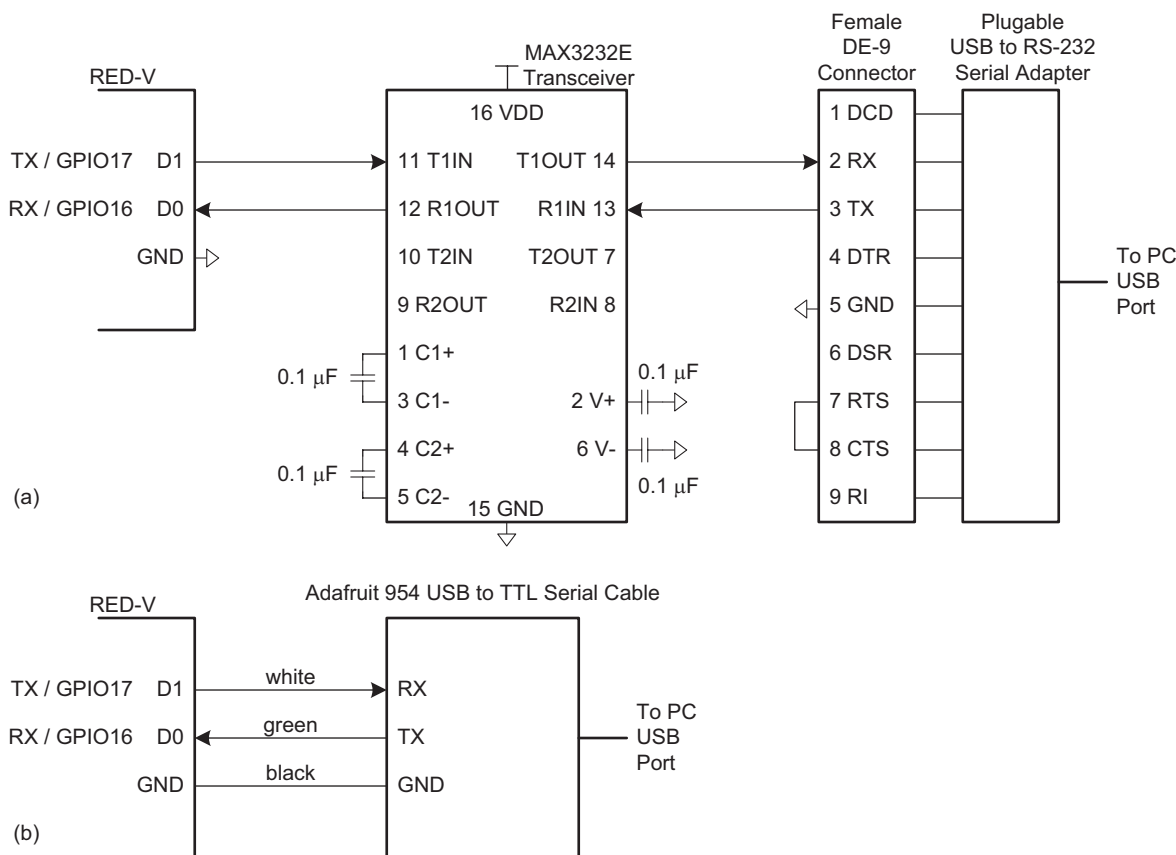 Female
DE-9
Connector
Plugable
USB to RS-232
Serial Adapter
MAX3232E
Transceiver
RED-V
16 VDD
1 DCD
TX / GPIO17 D1
11 T1IN
T1OUT 14
2 RX
RX / GPIO16 D0
12 R1OUT
R1IN 13
3 TX
GND
10 T2IN
T2OUT 7
4 DTR
To PC
USB
Port
9 R2OUT
R2IN 8
5 GND
1 C1+
6 DSR
0.1 μF
0.1 μF
3 C1-
2 V+
7 RTS
4 C2+
6 V-
8 CTS
0.1 μF
0.1 μF
5 C2-
15 GND
9 RI
(a)
RED-V
Adafruit 954 USB to TTL Serial Cable
TX / GPIO17 D1
white
RX
RX / GPIO16 D0
green
TX
To PC
USB
Port
GND
black
GND
(b)